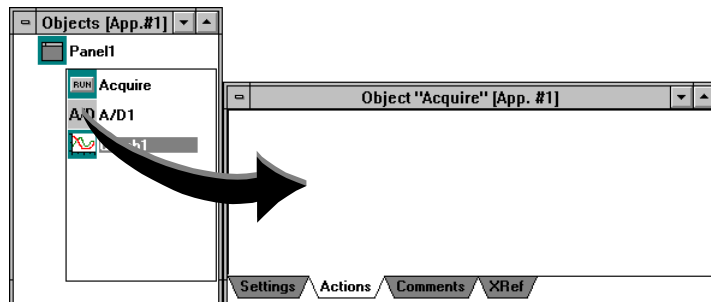 Objects [App.#1]
Panel1
RUN Acquire
A/D A/D1
Object "Acquire" [App. #1]
Settings Actions Comments XRef